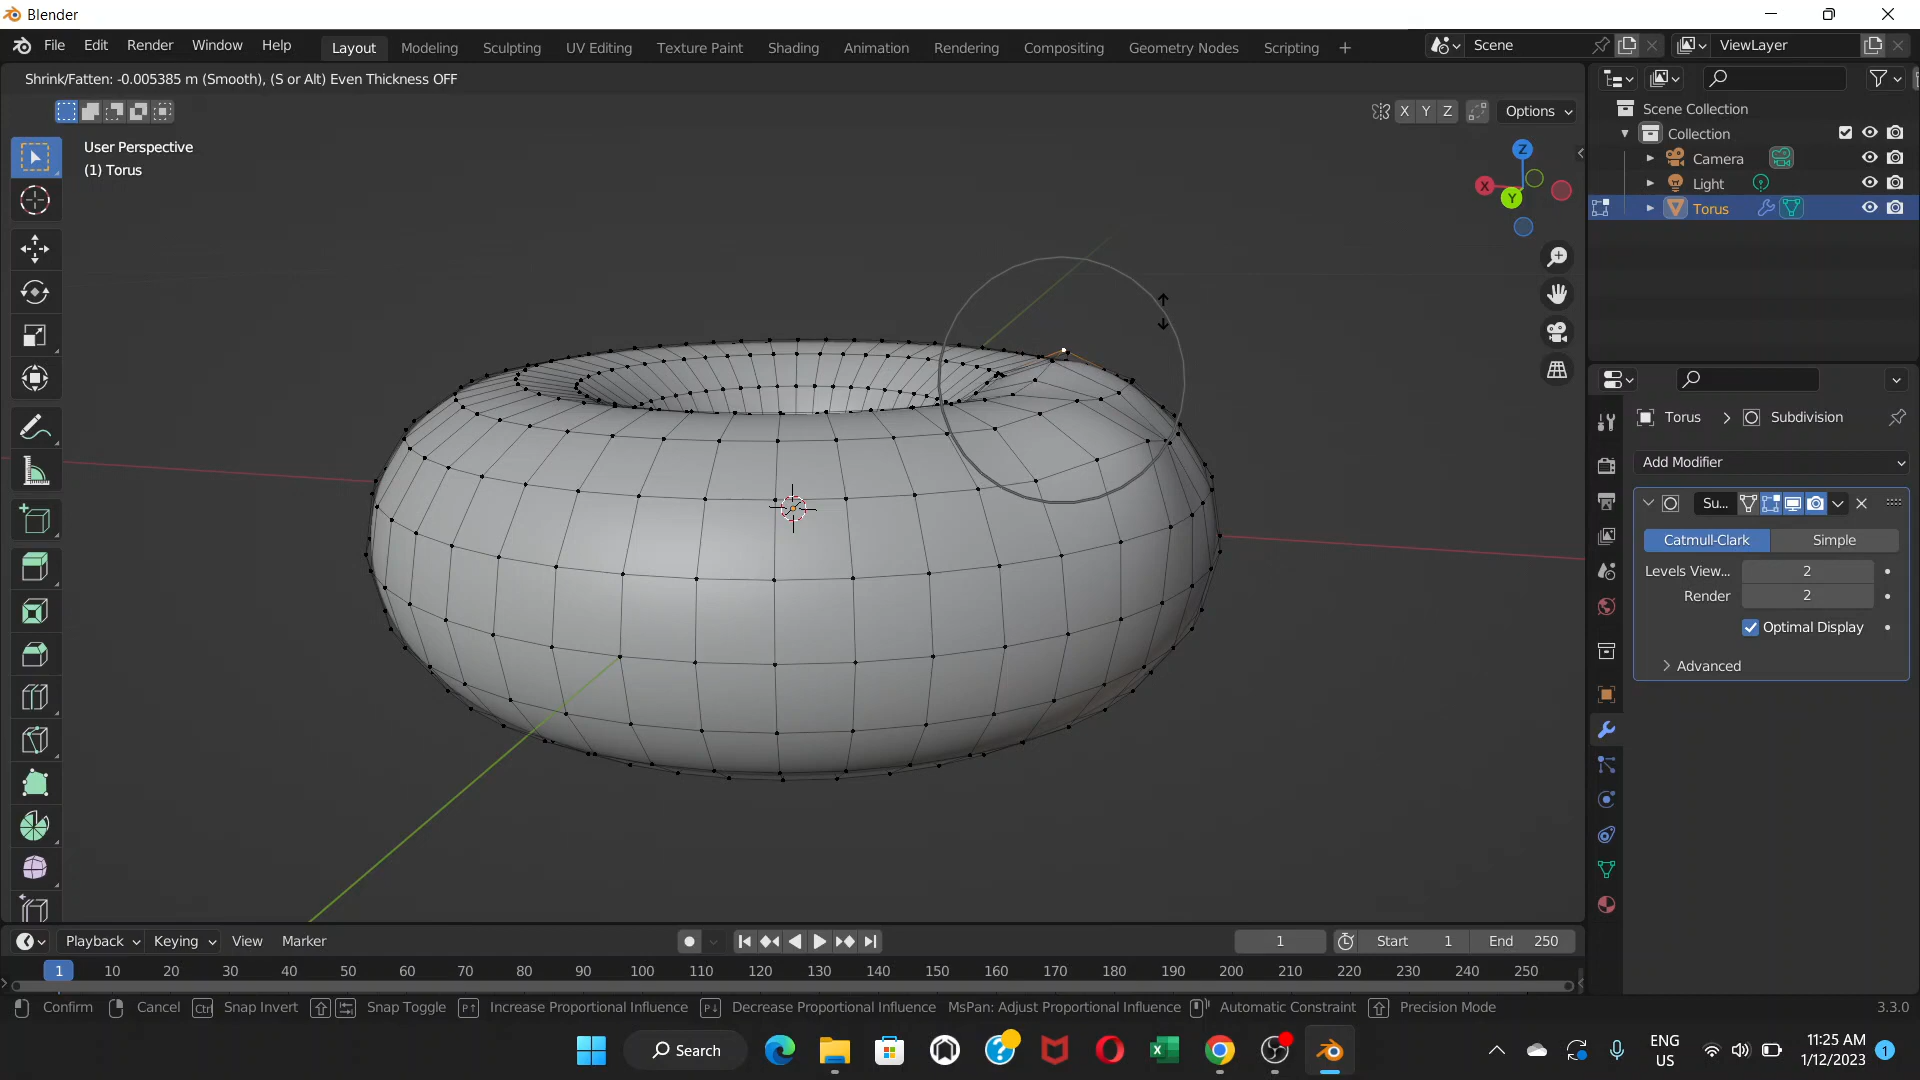 Blender
File Edit Render Window Help Layout Modeling Sculpting UV Editing Texture Paint Shading Animation Rendering Compositing Geometry Nodes Scripting + Scene ViewLayer
Shrink/Fatten: -0.005385 m (Smooth), (S or Alt) Even Thickness OFF
X Y Z Options
User Perspective
(1) Torus
Z
X
Y
Scene Collection
Collection
Camera
Light
Torus
Torus > Subdivision
Add Modifier
Su...
Catmull-Clark Simple
Levels View... 2
Render 2
Optimal Display
Advanced
Playback Keying View Marker 1 Start 1 End 250
1 10 20 30 40 50 60 70 80 90 100 110 120 130 140 150 160 170 180 190 200 210 220 230 240 250
Confirm Cancel Ctrl Snap Invert Snap Toggle P↑ Increase Proportional Influence P↓ Decrease Proportional Influence MsPan: Adjust Proportional Influence Automatic Constraint Precision Mode 3.3.0
Search
ENG
US
11:25 AM
1/12/2023
1